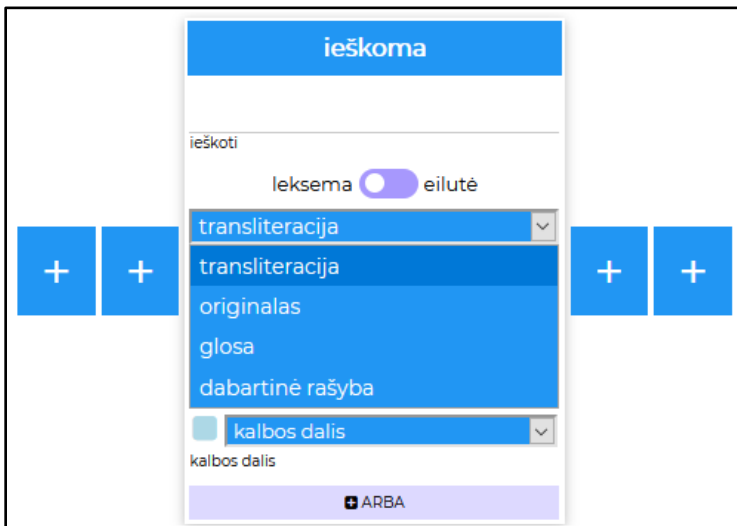 ieškoma
ieškoti
leksema eilutė
transliteracija
transliteracija
originalas
glosa
dabartinė rašyba
kalbos dalis
kalbos dalis
ARBA